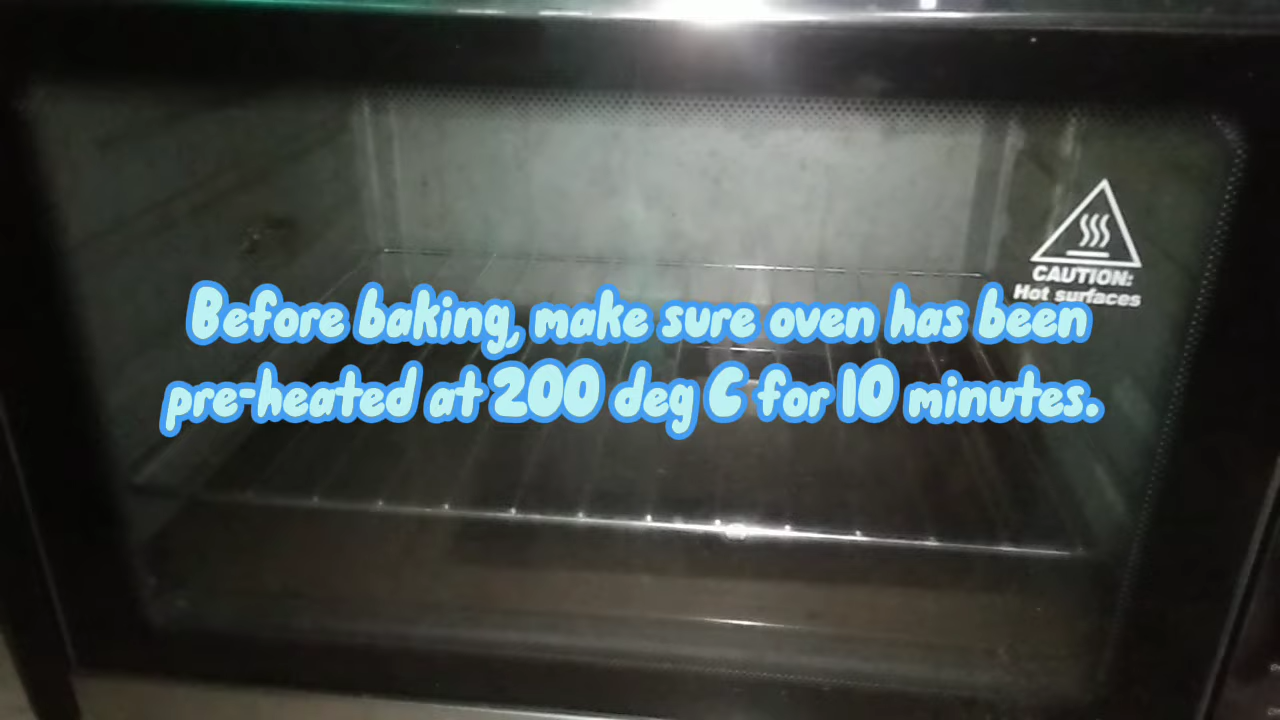 CAUTION:
Hot surfaces
Before baking, make sure oven has been
pre-heated at 200 deg C for 10 minutes.